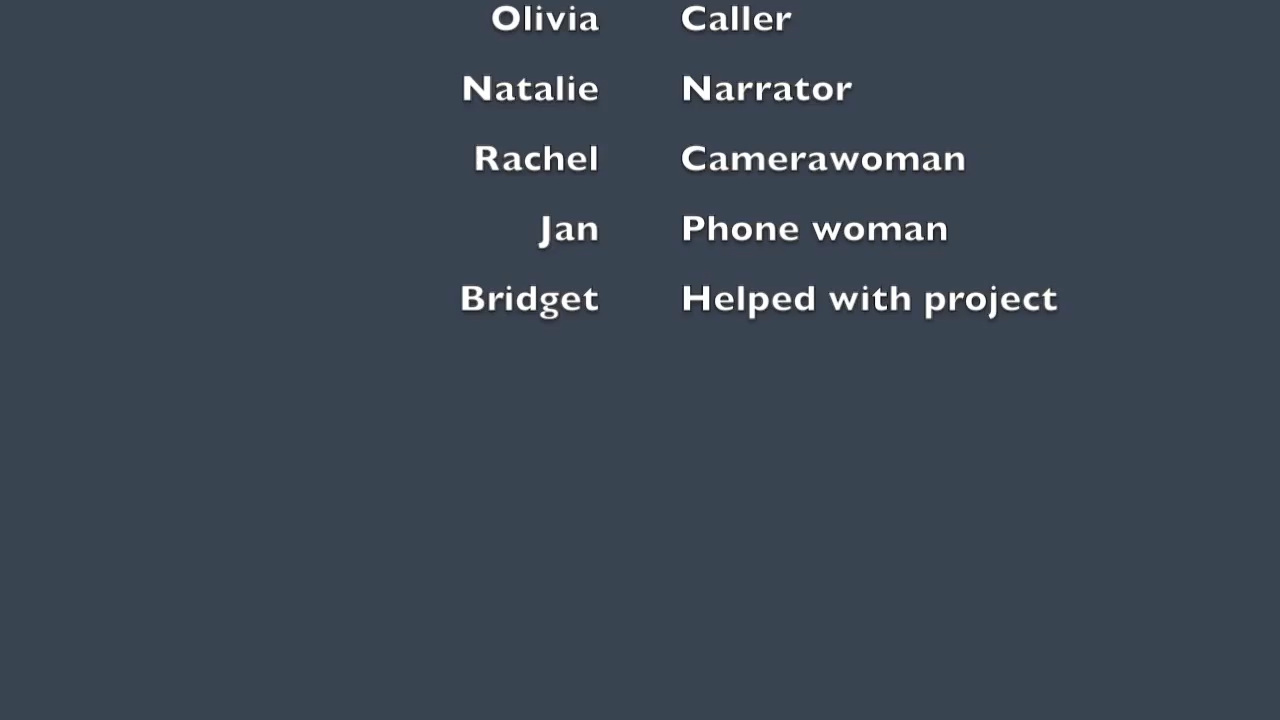 Olivia Caller
Natalie Narrator
Rachel Camerawoman
Jan Phone woman
Bridget Helped with project